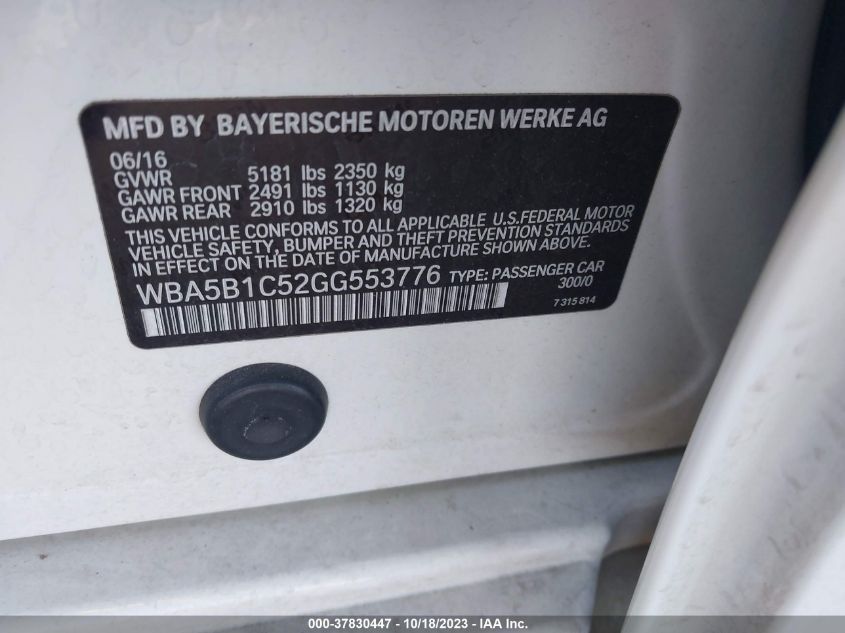 MFD BY BAYERISCHE MOTOREN WERKE AG
06/16
GVWR 5181 lbs 2350 kg
GAWR FRONT 2491 lbs 1130 kg
GAWR REAR 2910 lbs 1320 kg
THIS VEHICLE CONFORMS TO ALL APPLICABLE U.S.FEDERAL MOTOR
VEHICLE SAFETY, BUMPER AND THEFT PREVENTION STANDARDS
IN EFFECT ON THE DATE OF MANUFACTURE SHOWN ABOVE.
WBA5B1C52GG553776 TYPE: PASSENGER CAR
300/0
7 315 814
000-37830447 - 10/18/2023 - IAA Inc.